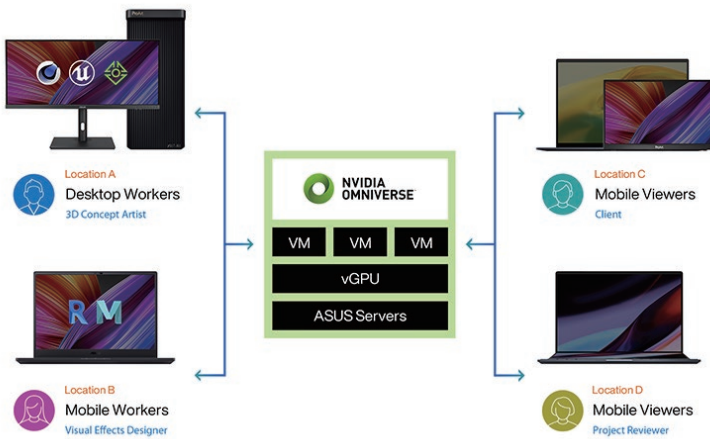 Location A
Desktop Workers
3D Concept Artist
Location B
Mobile Workers
Visual Effects Designer
R M
NVIDIA
OMNIVERSE
VM VM VM
vGPU
ASUS Servers
Location C
Mobile Viewers
Client
Location D
Mobile Viewers
Project Reviewer